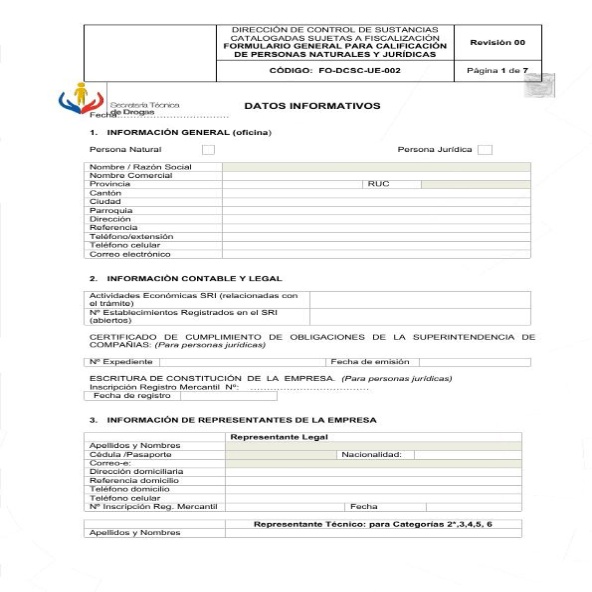 DIRECCIÓN DE CONTROL DE SUSTANCIAS
CATALOGADAS SUJETAS A FISCALIZACIÓN
FORMULARIO GENERAL PARA CALIFICACIÓN
DE PERSONAS NATURALES Y JURÍDICAS
Revisión 00
CÓDIGO: FO-DCSC-UE-002
Página 1 de 7
Secretaría Técnica
de Drogas
Fecha.................................
DATOS INFORMATIVOS
1. INFORMACIÓN GENERAL (oficina)
Persona Natural
Persona Jurídica
Nombre / Razón Social
Nombre Comercial
Provincia RUC
Cantón
Ciudad
Parroquia
Dirección
Referencia
Teléfono/extensión
Teléfono celular
Correo electrónico
2. INFORMACIÓN CONTABLE Y LEGAL
Actividades Económicas SRI (relacionadas con
el trámite)
Nº Establecimientos Registrados en el SRI
(abiertos)
CERTIFICADO DE CUMPLIMIENTO DE OBLIGACIONES DE LA SUPERINTENDENCIA DE
COMPAÑIAS: (Para personas jurídicas)
Nº Expediente Fecha de emisión
ESCRITURA DE CONSTITUCIÓN DE LA EMPRESA. (Para personas jurídicas)
Inscripción Registro Mercantil Nº: .............................................
Fecha de registro
3. INFORMACIÓN DE REPRESENTANTES DE LA EMPRESA
Representante Legal
Apellidos y Nombres
Cédula /Pasaporte Nacionalidad:
Correo-e:
Dirección domiciliaria
Referencia domicilio
Teléfono domicilio
Teléfono celular
Nº Inscripción Reg. Mercantil Fecha
Representante Técnico: para Categorías 2*,3,4,5, 6
Apellidos y Nombres